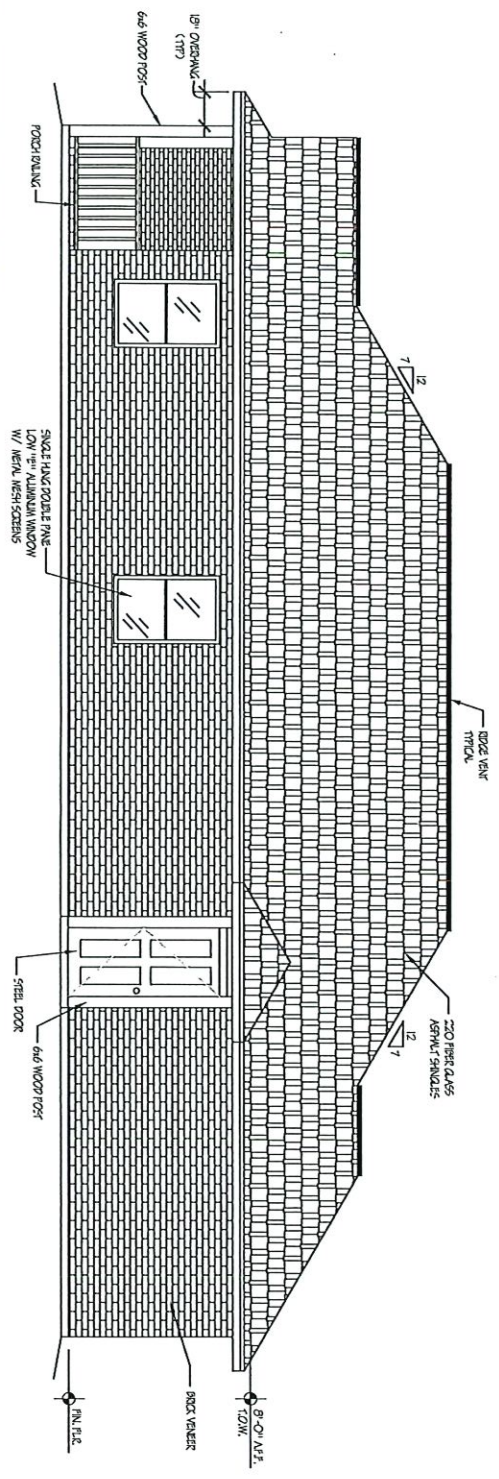 RIDGE VENT
TYPICAL
220 FIBER GLASS
ASPHALT SHINGLES
12
7
12
7
18" OVERHANG
(TYP)
6x6 WOOD POST
PORCH RAILING
SINGLE HUNG DOUBLE PANE
LOW "E" ALUMINUM WINDOW
W/ METAL MESH SCREENS
STEEL DOOR
6x6 WOOD POST
BRICK VENEER
8'-0" A.F.F.
T.O.W.
FIN. FLR.